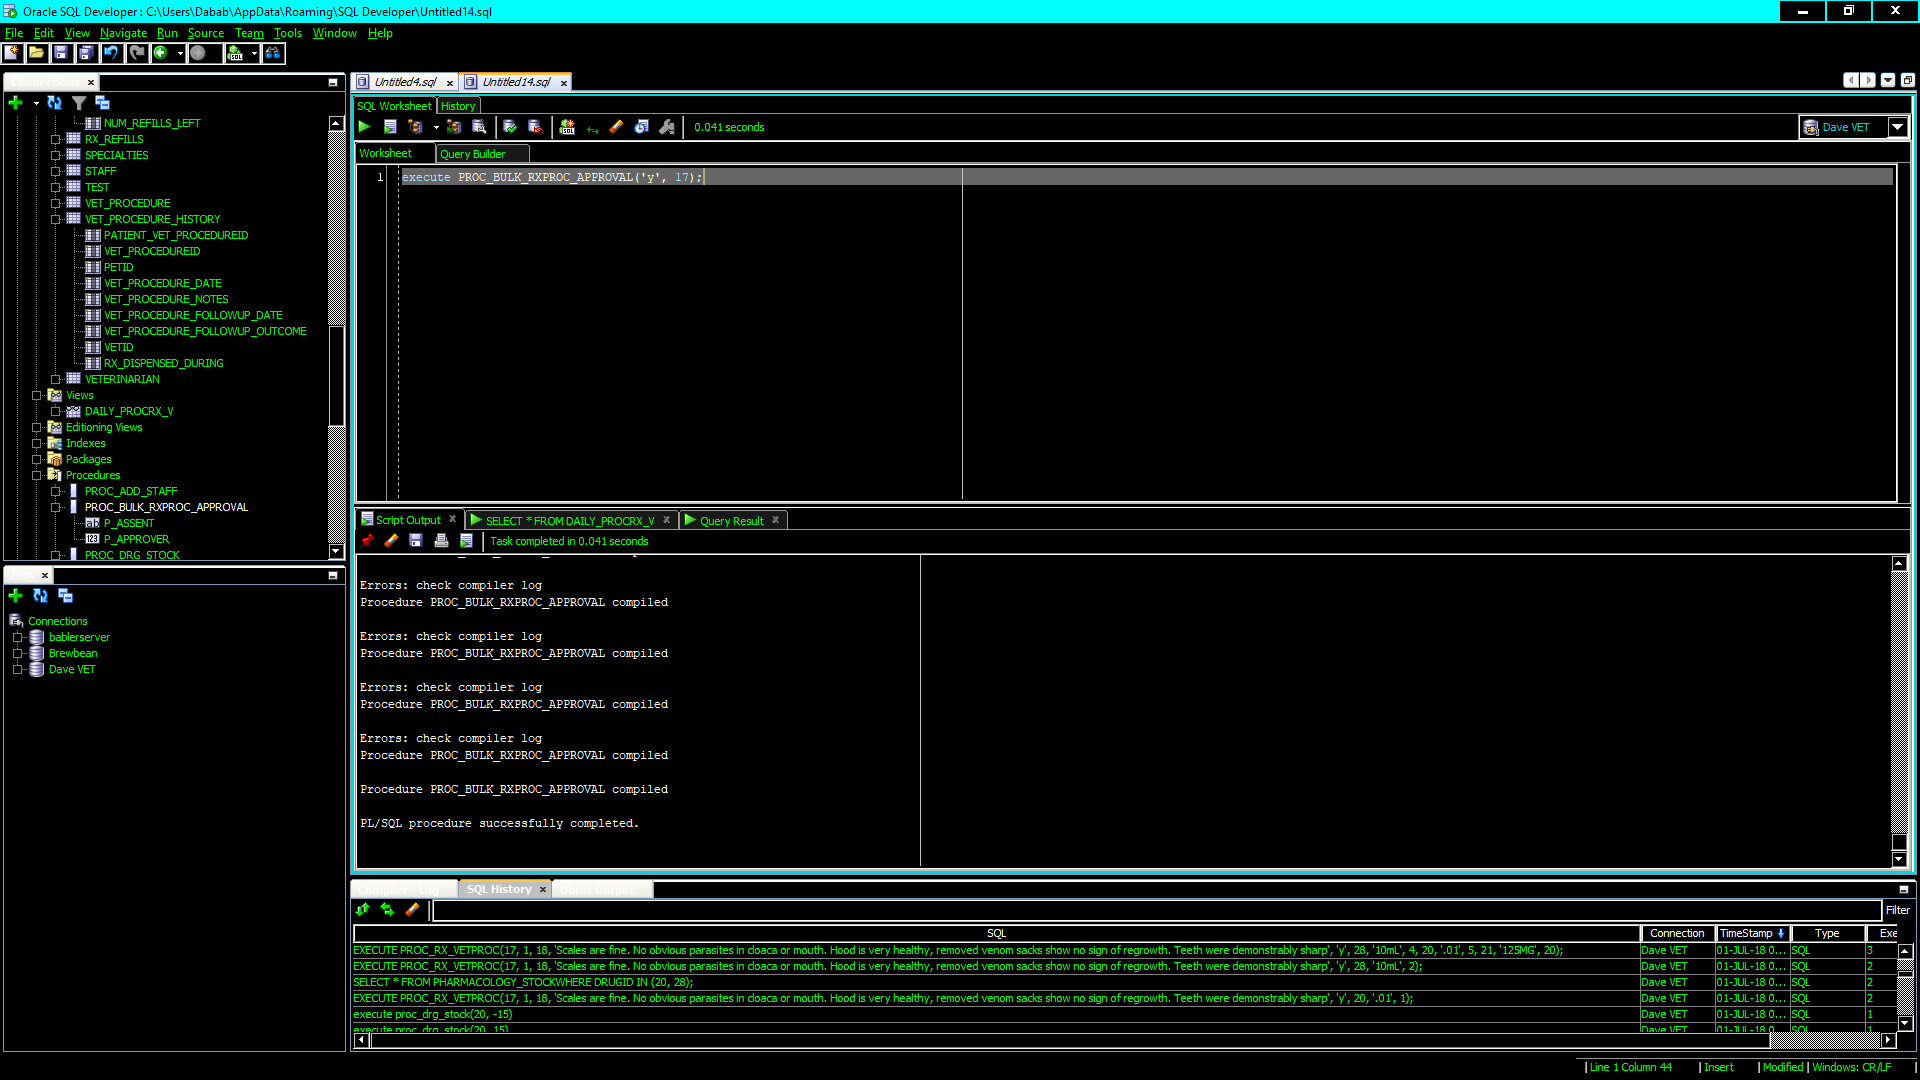 Oracle SQL Developer : C:\Users\Dabab\AppData\Roaming\SQL Developer\Untitled14.sql
File Edit View Navigate Run Source Team Tools Window Help
Connections
NUM_REFILLS_LEFT
RX_REFILLS
SPECIALTIES
STAFF
TEST
VET_PROCEDURE
VET_PROCEDURE_HISTORY
PATIENT_VET_PROCEDUREID
VET_PROCEDUREID
PETID
VET_PROCEDURE_DATE
VET_PROCEDURE_NOTES
VET_PROCEDURE_FOLLOWUP_DATE
VET_PROCEDURE_FOLLOWUP_OUTCOME
VETID
RX_DISPENSED_DURING
VETERINARIAN
Views
DAILY_PROCRX_V
Editioning Views
Indexes
Packages
Procedures
PROC_ADD_STAFF
PROC_BULK_RXPROC_APPROVAL
P_ASSENT
P_APPROVER
PROC_DRG_STOCK
DBA
Connections
bablerserver
Brewbean
Dave VET
Untitled4.sql Untitled14.sql
SQL Worksheet History
0.041 seconds
Dave VET
Worksheet Query Builder
1 execute PROC_BULK_RXPROC_APPROVAL('y', 17);
Script Output SELECT * FROM DAILY_PROCRX_V Query Result
Task completed in 0.041 seconds
Errors: check compiler log
Procedure PROC_BULK_RXPROC_APPROVAL compiled
Errors: check compiler log
Procedure PROC_BULK_RXPROC_APPROVAL compiled
Errors: check compiler log
Procedure PROC_BULK_RXPROC_APPROVAL compiled
Errors: check compiler log
Procedure PROC_BULK_RXPROC_APPROVAL compiled
Procedure PROC_BULK_RXPROC_APPROVAL compiled
PL/SQL procedure successfully completed.
Compiler - Log SQL History Dbms Output
Filter
SQL Connection TimeStamp Type Exe
EXECUTE PROC_RX_VETPROC(17, 1, 18, 'Scales are fine. No obvious parasites in cloaca or mouth. Hood is very healthy, removed venom sacks show no sign of regrowth. Teeth were demonstrably sharp', 'y', 28, '10mL', 4, 20, '.01', 5, 21, '125MG', 20); Dave VET 01-JUL-18 0... SQL 3
EXECUTE PROC_RX_VETPROC(17, 1, 18, 'Scales are fine. No obvious parasites in cloaca or mouth. Hood is very healthy, removed venom sacks show no sign of regrowth. Teeth were demonstrably sharp', 'y', 28, '10mL', 2); Dave VET 01-JUL-18 0... SQL 2
SELECT * FROM PHARMACOLOGY_STOCKWHERE DRUGID IN (20, 28); Dave VET 01-JUL-18 0... SQL 2
EXECUTE PROC_RX_VETPROC(17, 1, 18, 'Scales are fine. No obvious parasites in cloaca or mouth. Hood is very healthy, removed venom sacks show no sign of regrowth. Teeth were demonstrably sharp', 'y', 20, '.01', 1); Dave VET 01-JUL-18 0... SQL 2
execute proc_drg_stock(20, -15) Dave VET 01-JUL-18 0... SQL 1
execute proc_drg_stock(20, 15) Dave VET 01-JUL-18 0... SQL 1
Line 1 Column 44 Insert Modified Windows: CR/LF